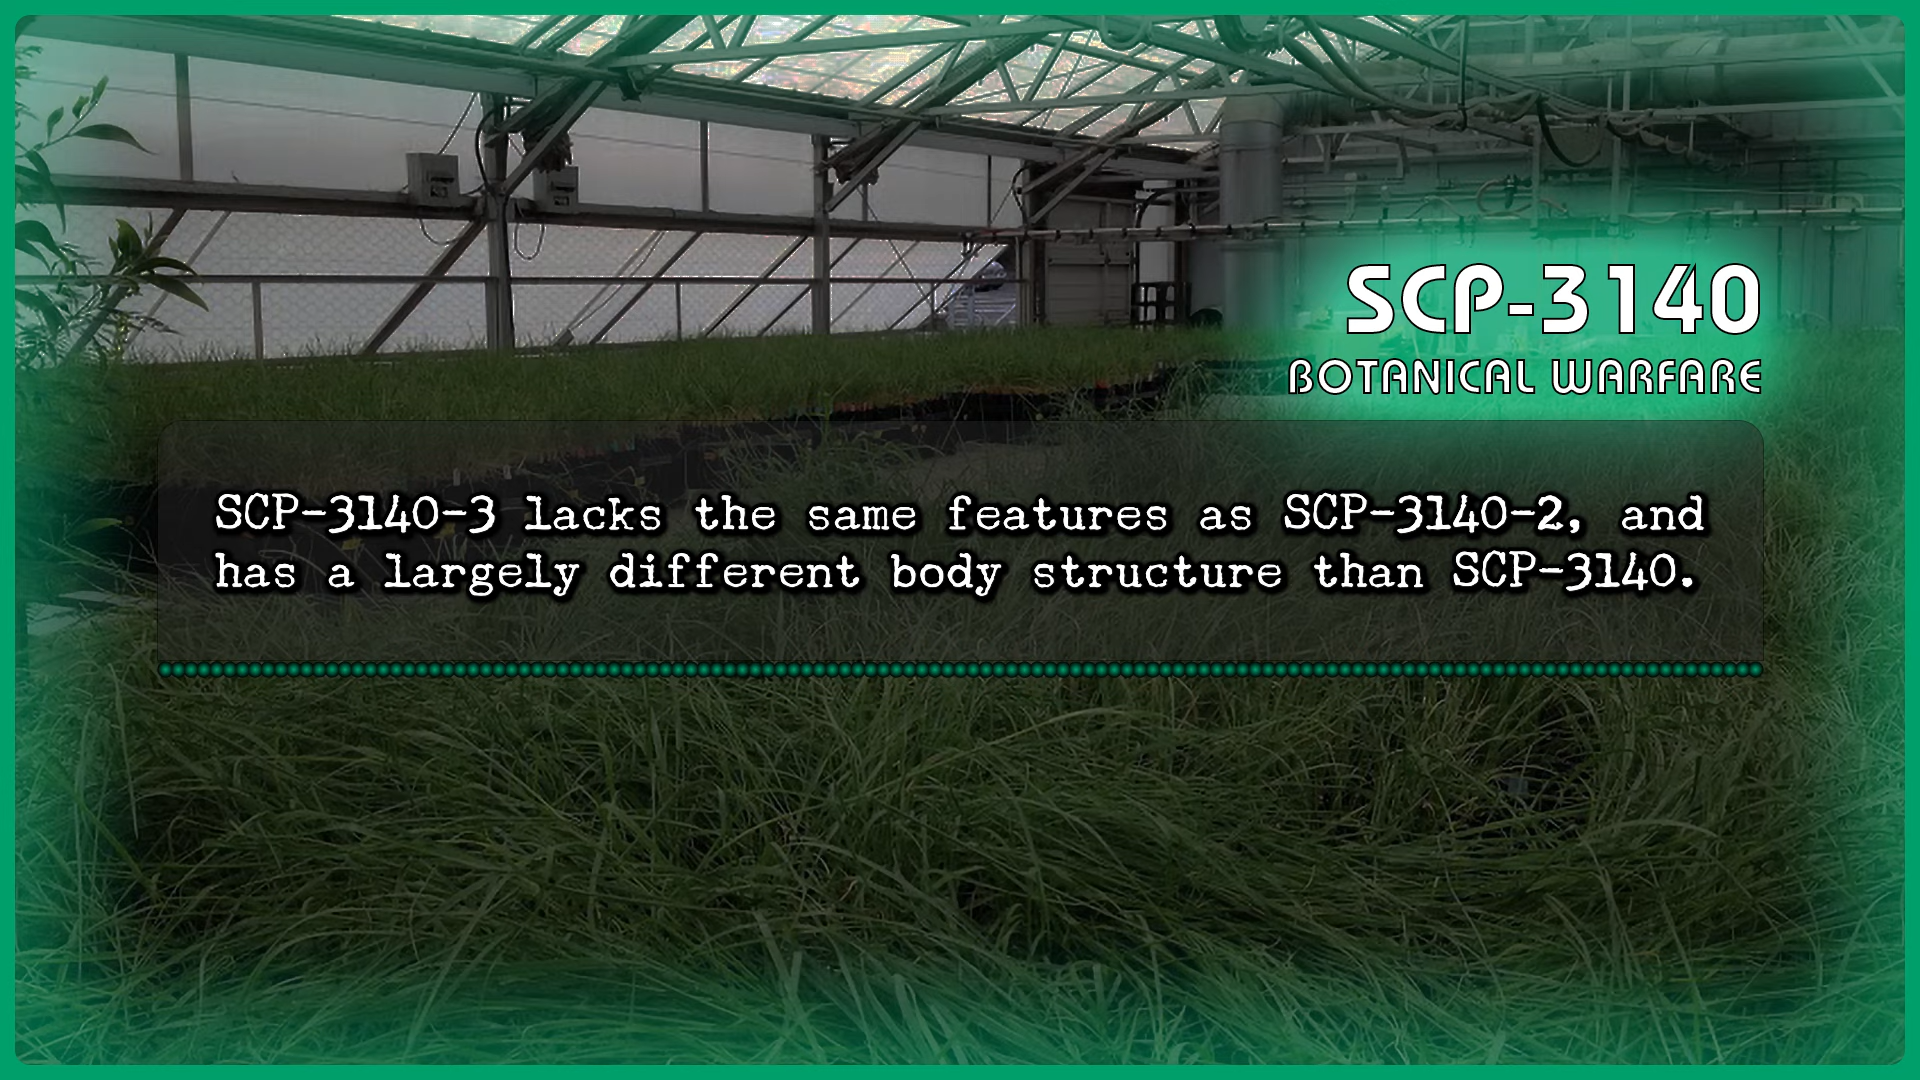 SCP-3140
BOTANICAL WARFARE
SCP-3140-3 lacks the same features as SCP-3140-2, and
has a largely different body structure than SCP-3140.